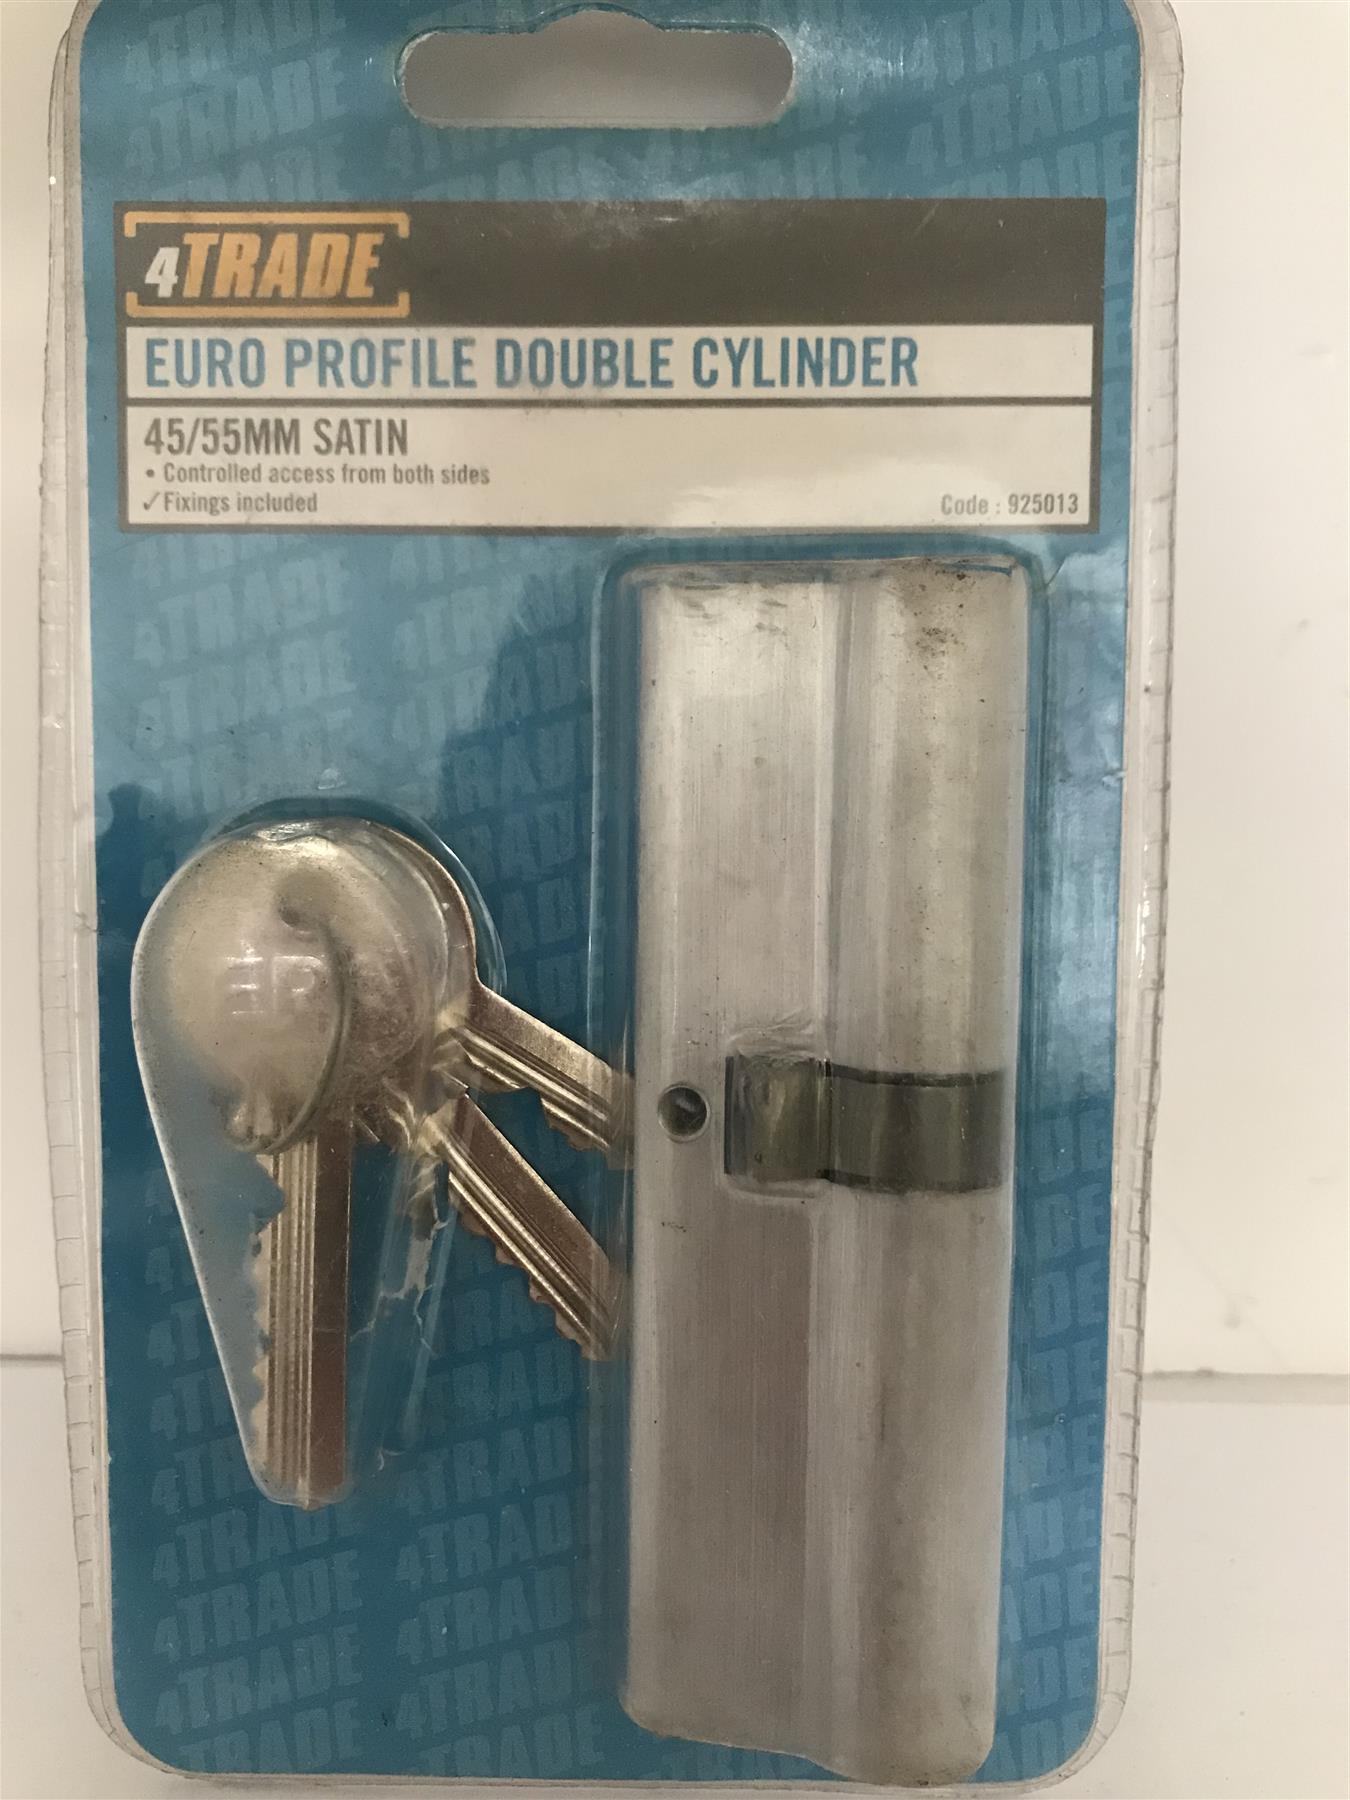 4TRADE
EURO PROFILE DOUBLE CYLINDER
45/55MM SATIN
• Controlled access from both sides
✓ Fixings included
Code : 925013